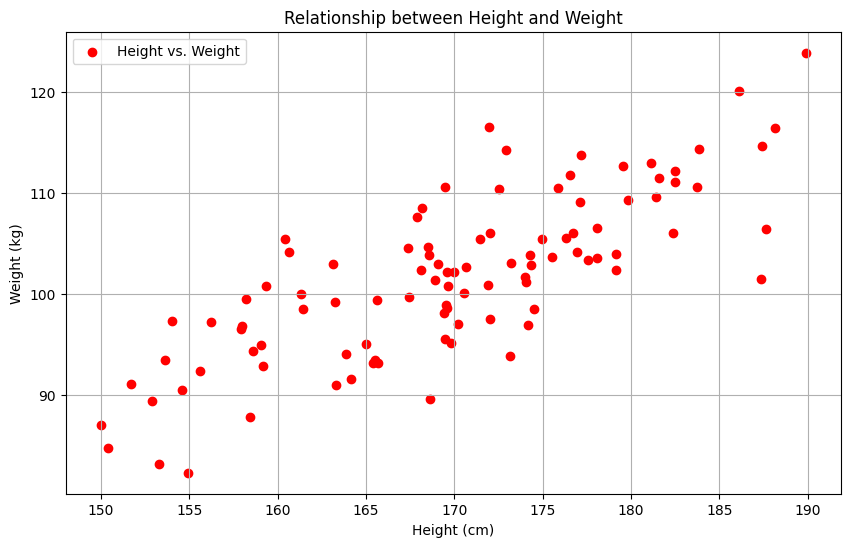 Relationship between Height and Weight
Height vs. Weight
Weight (kg)
120
110
100
90
150 155 160 165 170 175 180 185 190
Height (cm)